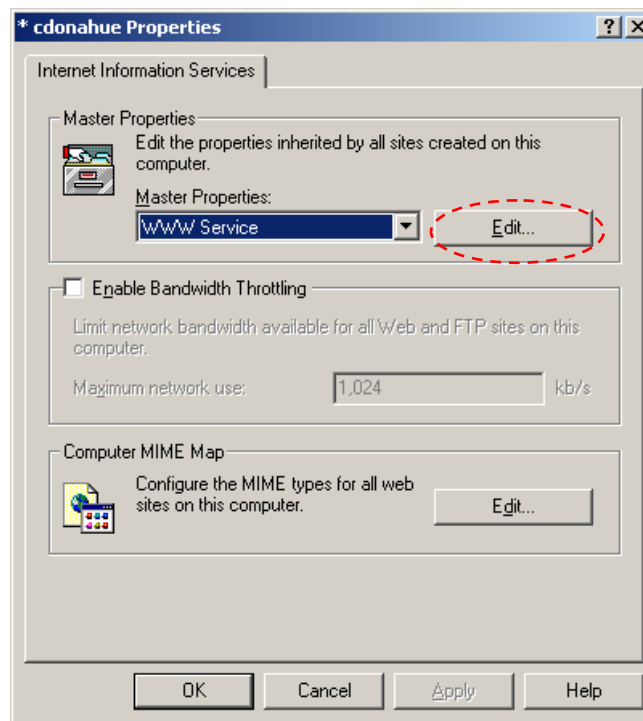 * cdonahue Properties
Internet Information Services
Master Properties
Edit the properties inherited by all sites created on this
computer.
Master Properties:
WWW Service
Edit...
Enable Bandwidth Throttling
Limit network bandwidth available for all Web and FTP sites on this
computer.
Maximum network use:
1,024
kb/s
Computer MIME Map
Configure the MIME types for all web
sites on this computer.
Edit...
OK
Cancel
Apply
Help